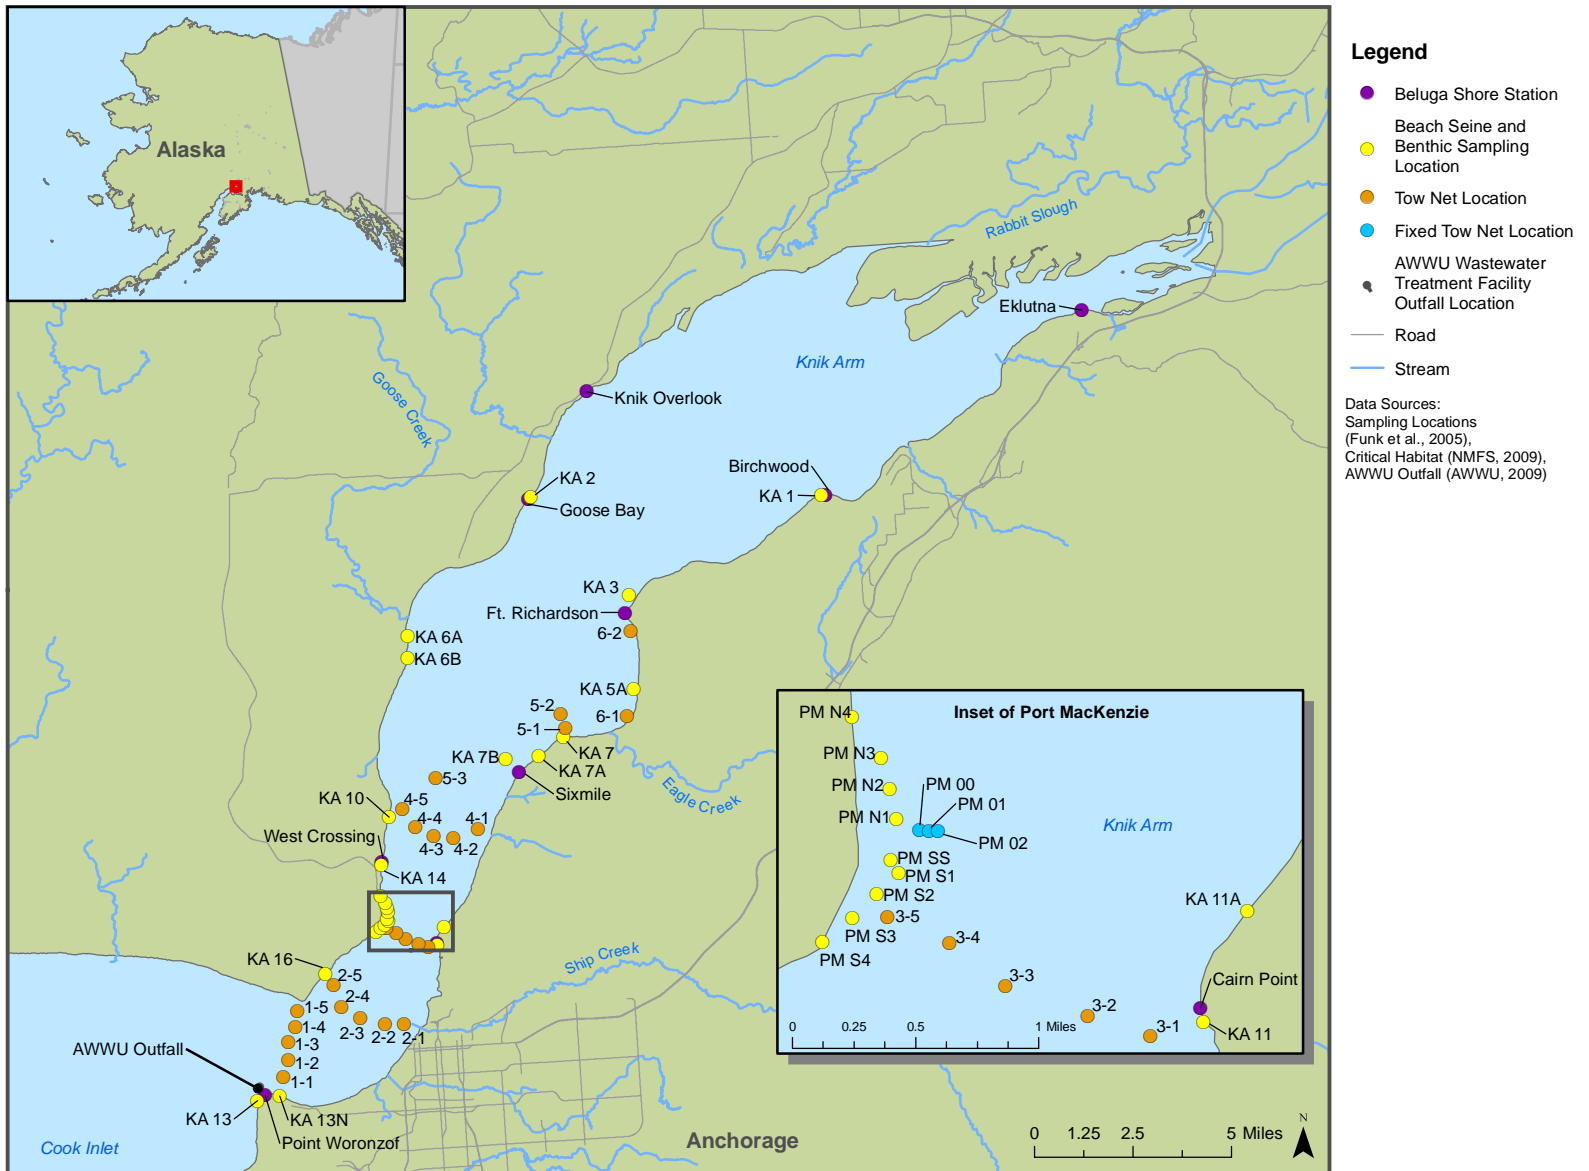 Alaska
Legend
Beluga Shore Station
Beach Seine and
Benthic Sampling
Location
Tow Net Location
Fixed Tow Net Location
AWWU Wastewater
Treatment Facility
Outfall Location
Road
Stream
Data Sources:
Sampling Locations
(Funk et al., 2005),
Critical Habitat (NMFS, 2009),
AWWU Outfall (AWWU, 2009)
Rabbit Slough
Eklutna
Knik Arm
Goose Creek
Knik Overlook
Birchwood
KA 1
KA 2
Goose Bay
KA 3
Ft. Richardson
6-2
KA 6A
KA 6B
KA 5A
5-2
6-1
5-1
KA 7
KA 7B
KA 7A
5-3
Sixmile
Eagle Creek
KA 10
4-5
4-4
4-1
4-3
4-2
West Crossing
KA 14
KA 16
2-5
Ship Creek
2-4
1-5
1-4
2-3
2-2
2-1
1-3
AWWU Outfall
1-2
1-1
KA 13
KA 13N
Point Woronzof
Cook Inlet
Anchorage
Inset of Port MacKenzie
PM N4
PM N3
PM N2
PM 00
PM 01
PM N1
PM 02
Knik Arm
PM SS
PM S1
PM S2
KA 11A
3-5
PM S3
3-4
PM S4
3-3
Cairn Point
3-2
3-1
KA 11
0 0.25 0.5 1 Miles
N
0 1.25 2.5 5 Miles